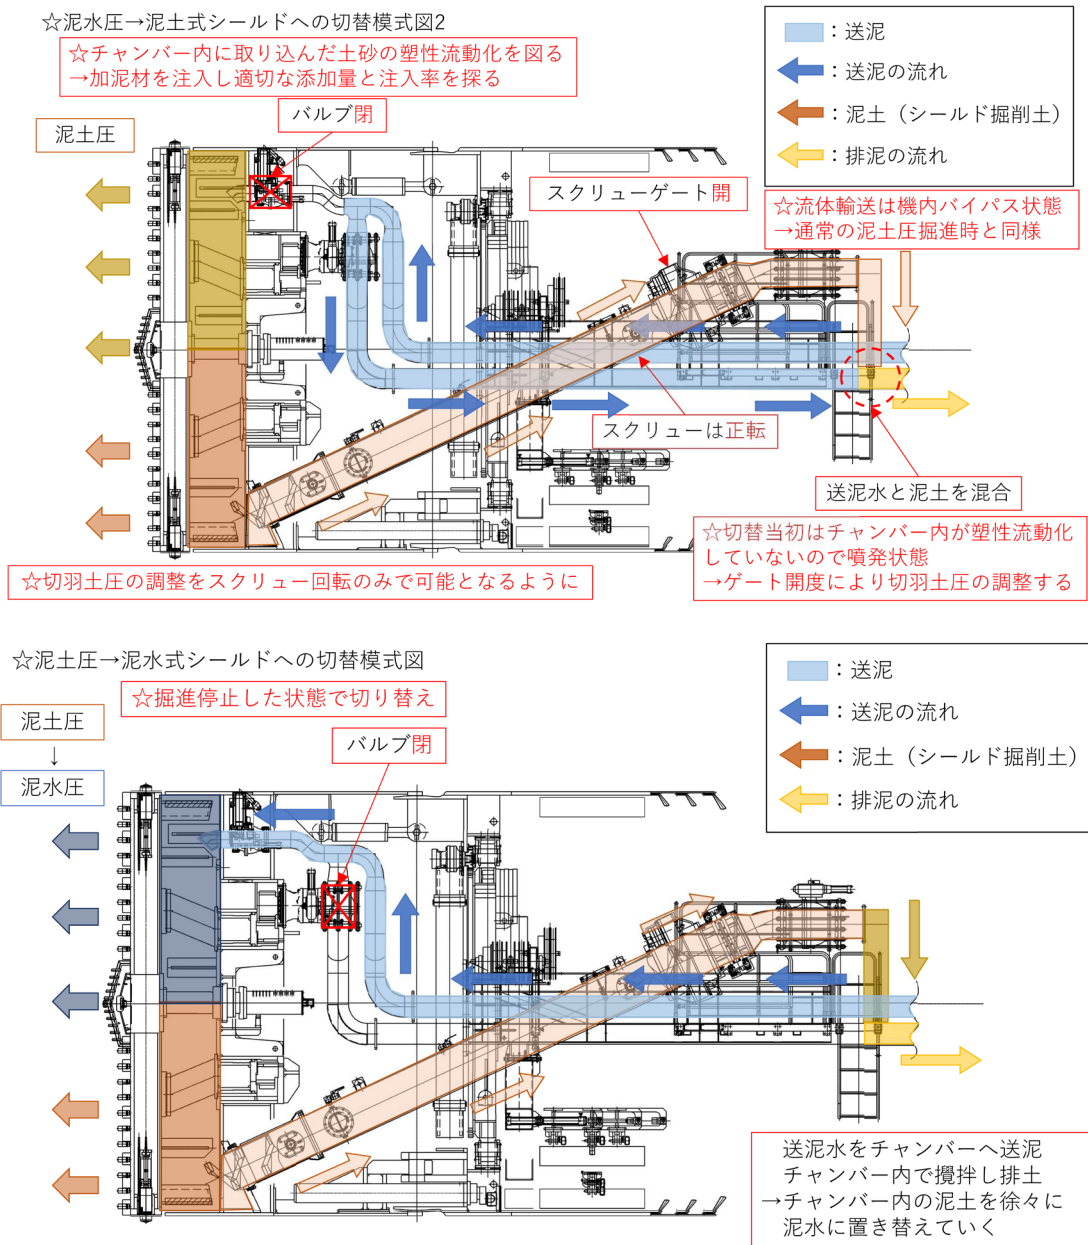 ☆泥水圧→泥土式シールドへの切替模式図2
☆チャンバー内に取り込んだ土砂の塑性流動化を図る
→加泥材を注入し適切な添加量と注入率を探る
：送泥
：送泥の流れ
：泥土（シールド掘削土）
：排泥の流れ
バルブ閉
泥土圧
スクリューゲート開
☆流体輸送は機内バイパス状態
→通常の泥土圧掘進時と同様
スクリューは正転
送泥水と泥土を混合
☆切替当初はチャンバー内が塑性流動化
していないので噴発状態
→ゲート開度により切羽土圧の調整する
☆切羽土圧の調整をスクリュー回転のみで可能となるように
☆泥土圧→泥水式シールドへの切替模式図
☆掘進停止した状態で切り替え
：送泥
：送泥の流れ
：泥土（シールド掘削土）
：排泥の流れ
泥土圧
↓
泥水圧
バルブ閉
送泥水をチャンバーへ送泥
チャンバー内で攪拌し排土
→チャンバー内の泥土を徐々に
泥水に置き替えていく